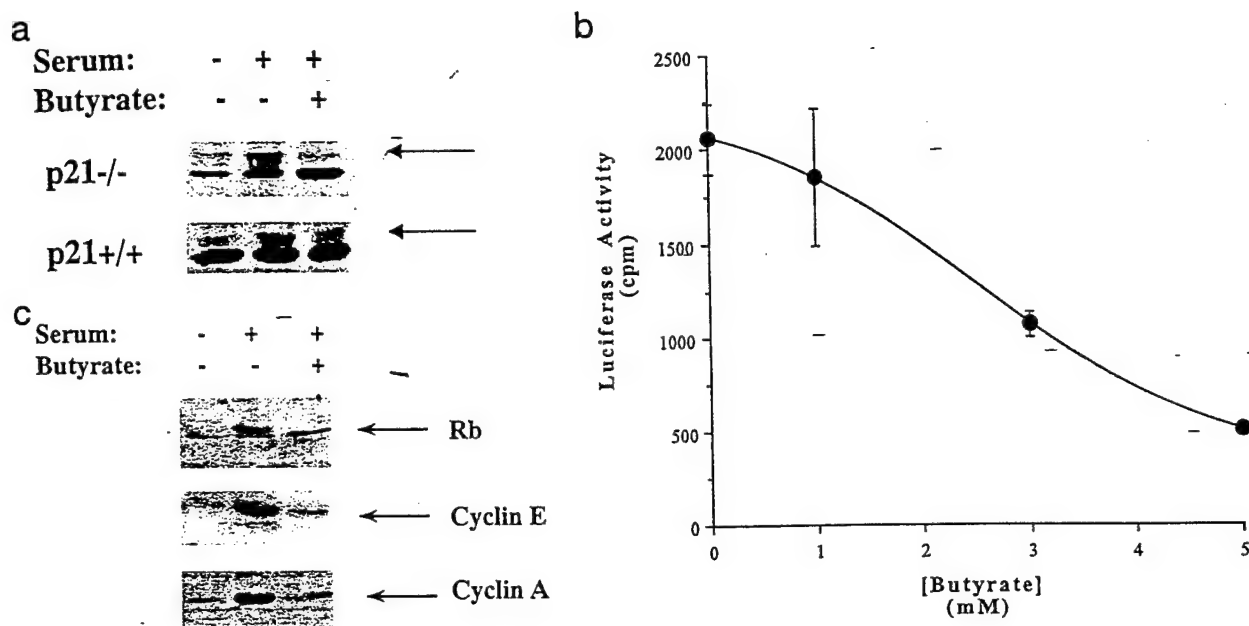 a
Serum: - + +
Butyrate: - - +
p21-/-
p21+/+
b
2500
2000
1500
1000
500
0
Luciferase Activity
(cpm)
0 1 2 3 4 5
[Butyrate]
(mM)
c
Serum: - + +
Butyrate: - - +
Rb
Cyclin E
Cyclin A